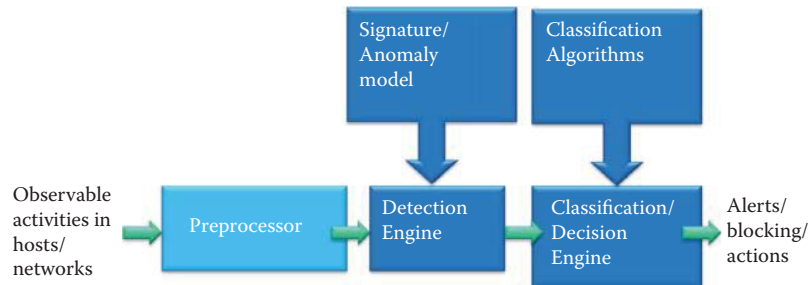 Signature/
Anomaly
model
Classification
Algorithms
Observable
activities in
hosts/
networks
Preprocessor
Detection
Engine
Classification/
Decision
Engine
Alerts/
blocking/
actions